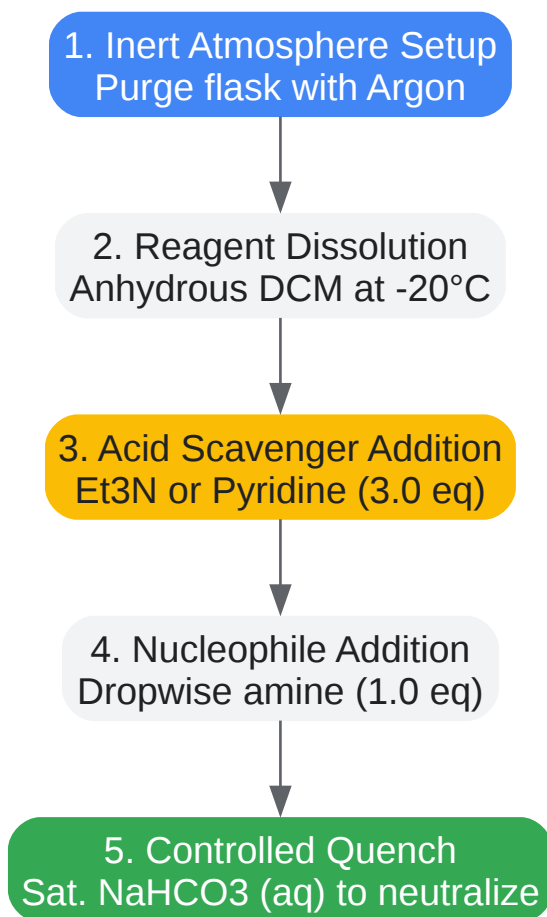 1. Inert Atmosphere Setup
Purge flask with Argon
2. Reagent Dissolution
Anhydrous DCM at -20°C
3. Acid Scavenger Addition
Et3N or Pyridine (3.0 eq)
4. Nucleophile Addition
Dropwise amine (1.0 eq)
5. Controlled Quench
Sat. NaHCO3 (aq) to neutralize